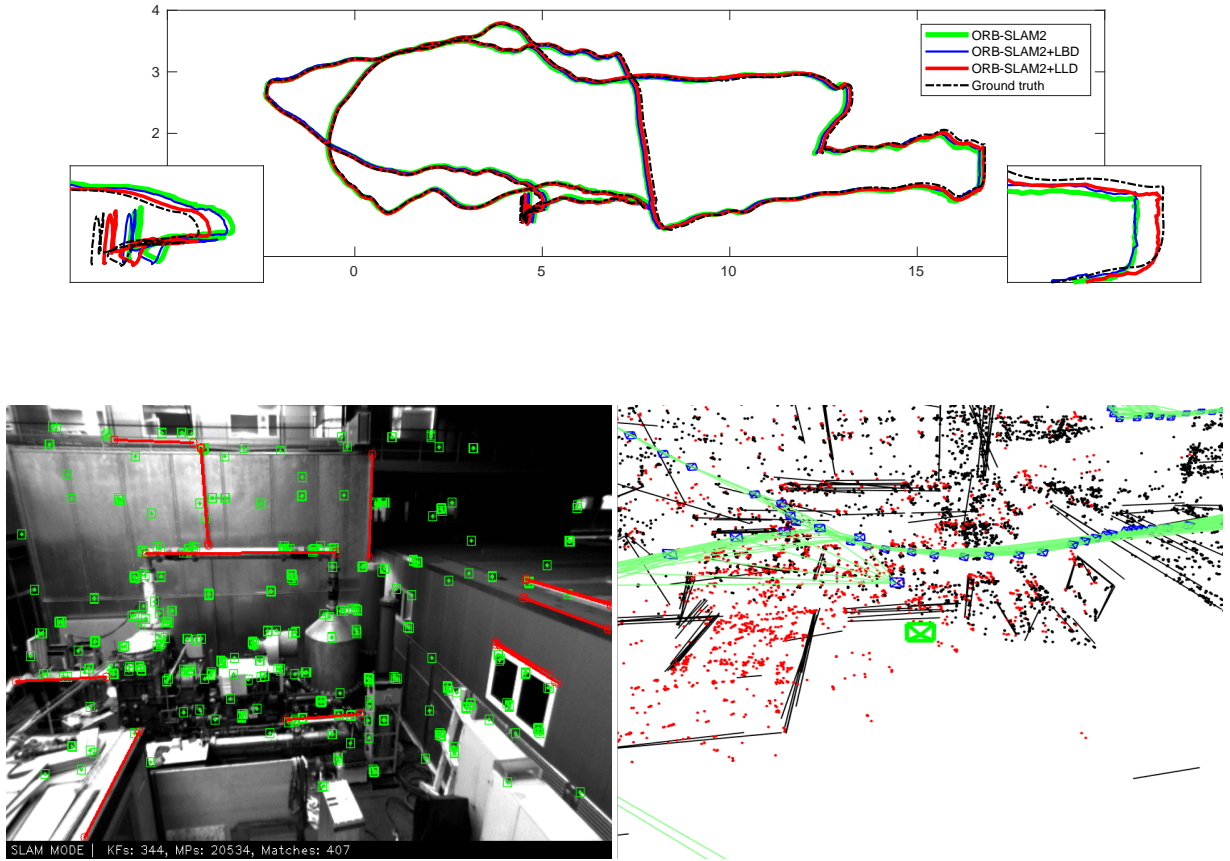 4
3
2
0
5
10
15
ORB-SLAM2
ORB-SLAM2+LBD
ORB-SLAM2+LLD
Ground truth
SLAM MODE | KFs: 344, MPs: 20534, Matches: 407